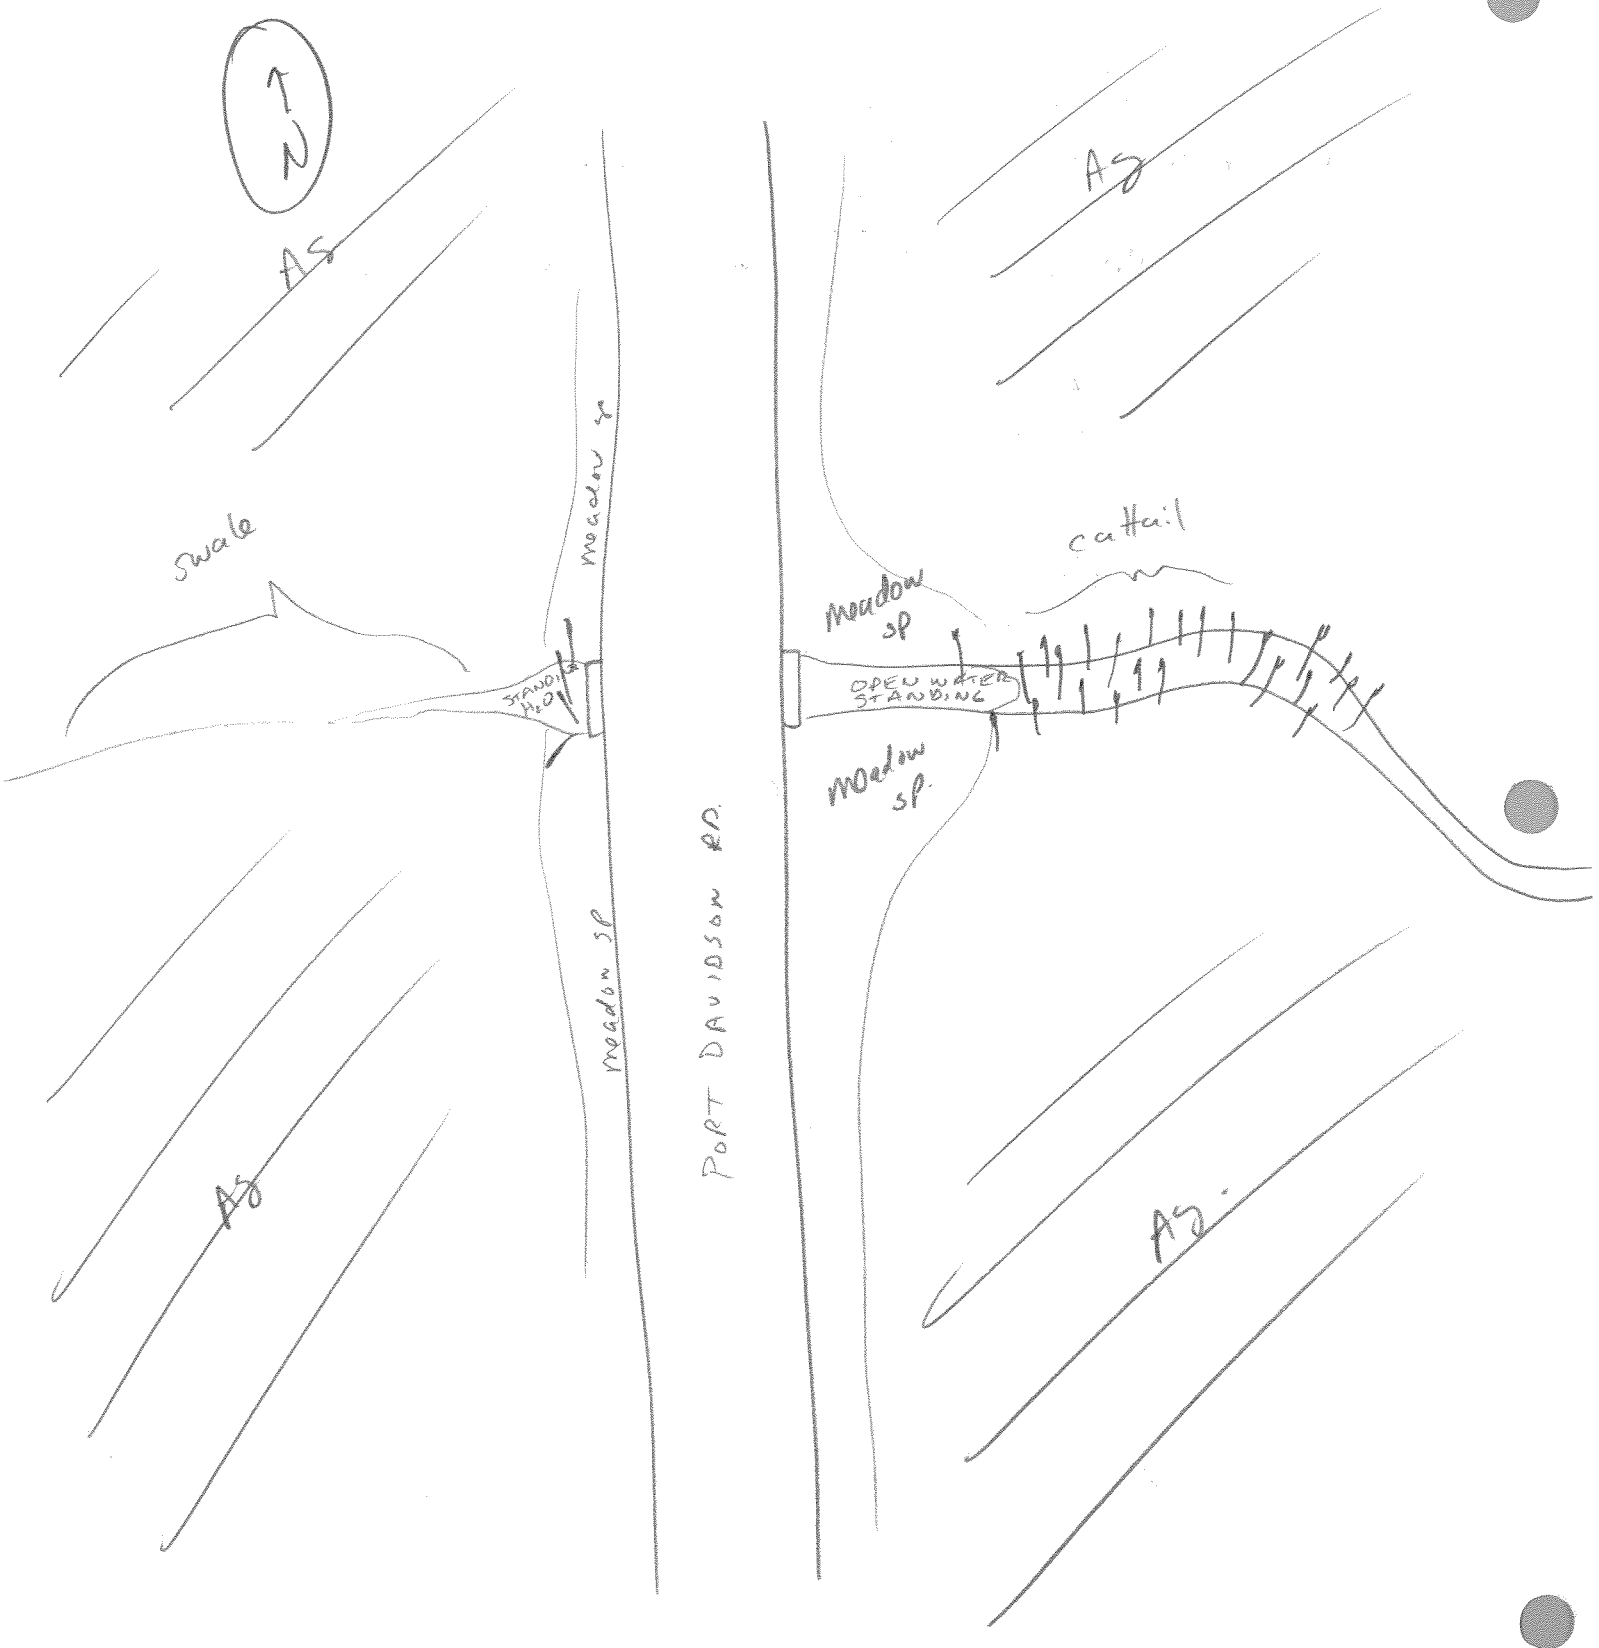 N
Ag
Ag
meadow sp
swale
cattail
meadow
sp
STANDING
H2O
OPEN WATER
STANDING
meadow
sp.
PORT DAVIDSON RD.
meadow sp
Ag
Ag.